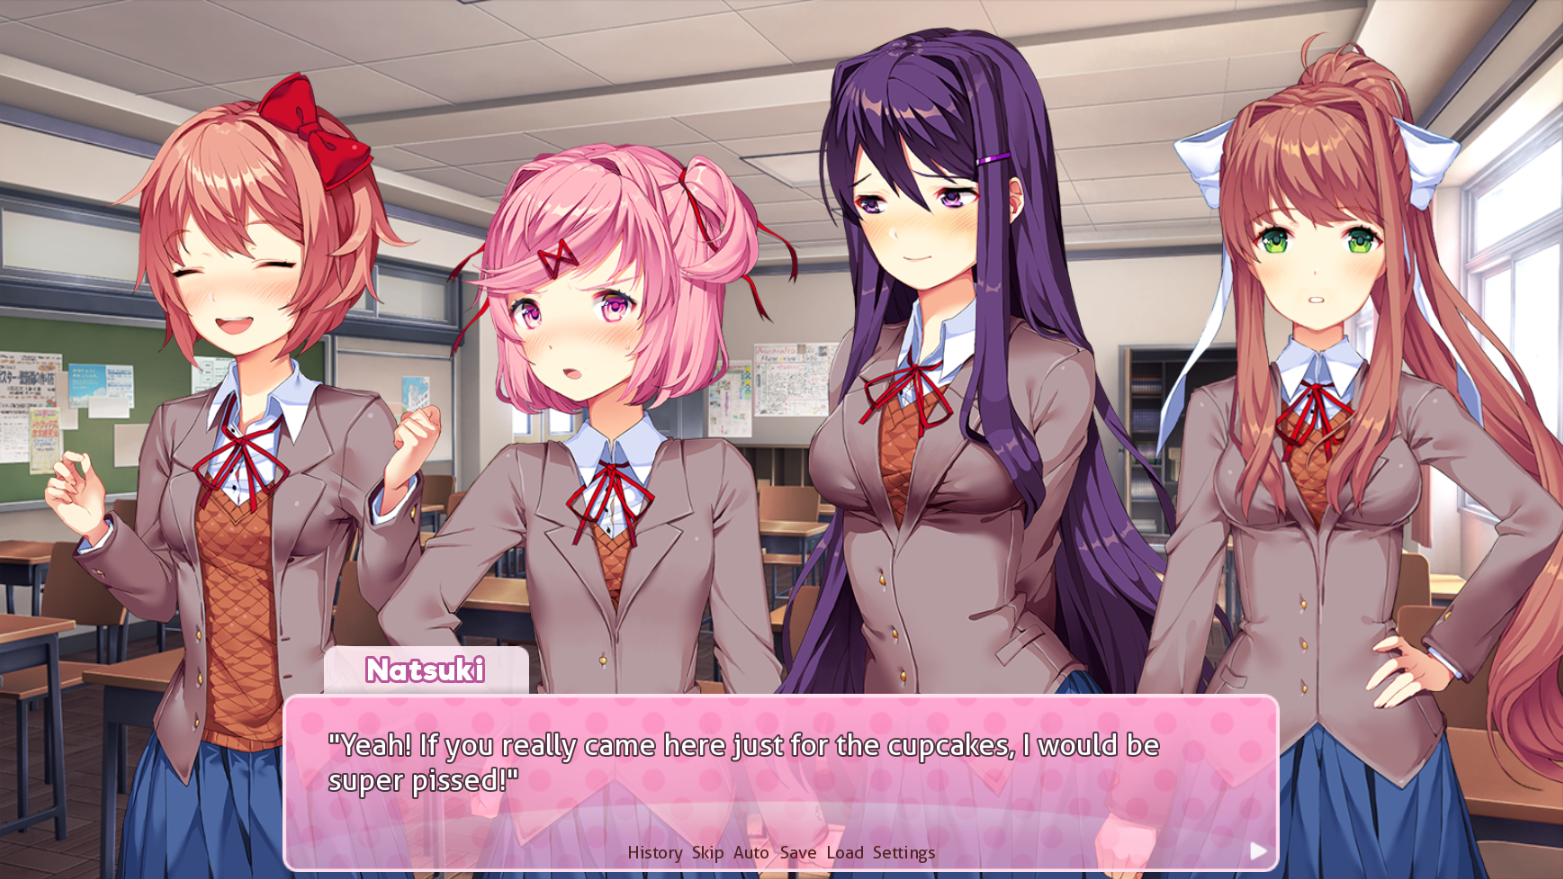 Natsuki
"Yeah! If you really came here just for the cupcakes, I would be
super pissed!"
History Skip Auto Save Load Settings